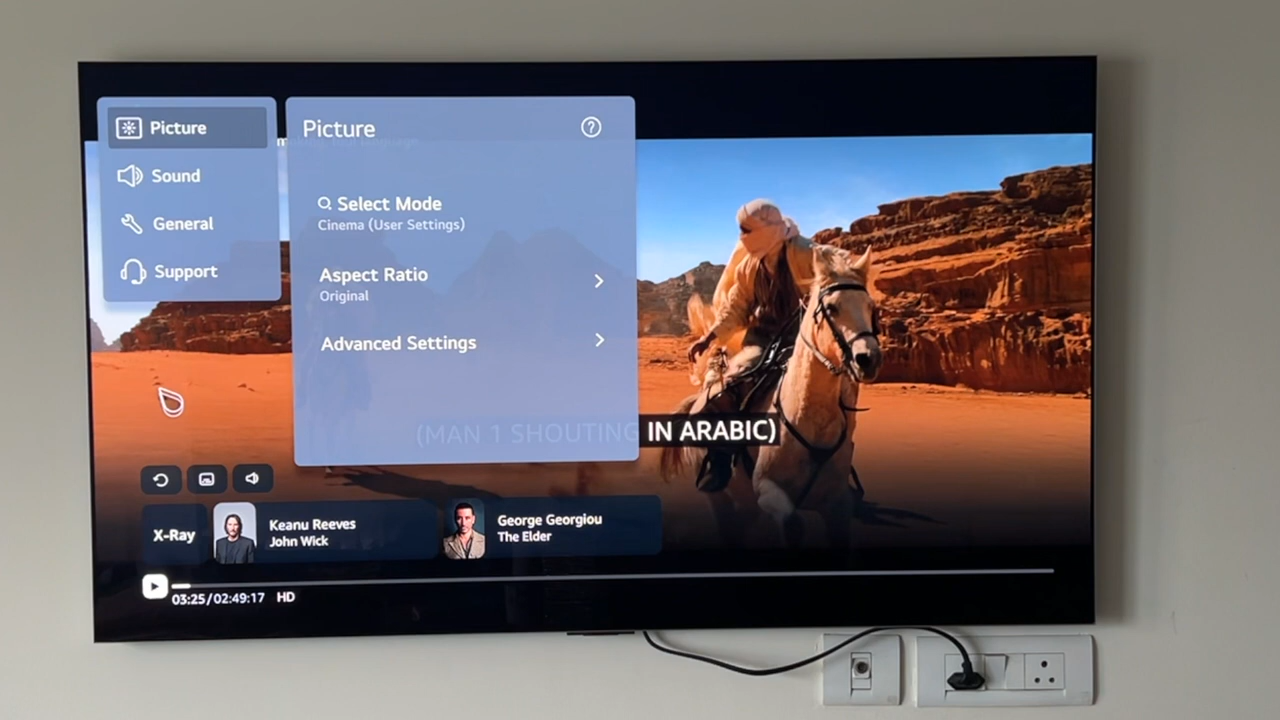 Picture
Sound
General
Support
Picture
Select Mode
Cinema (User Settings)
Aspect Ratio
Original
Advanced Settings
(MAN 1 SHOUTING IN ARABIC)
X-Ray
Keanu Reeves
John Wick
George Georgiou
The Elder
03:25/02:49:17 HD